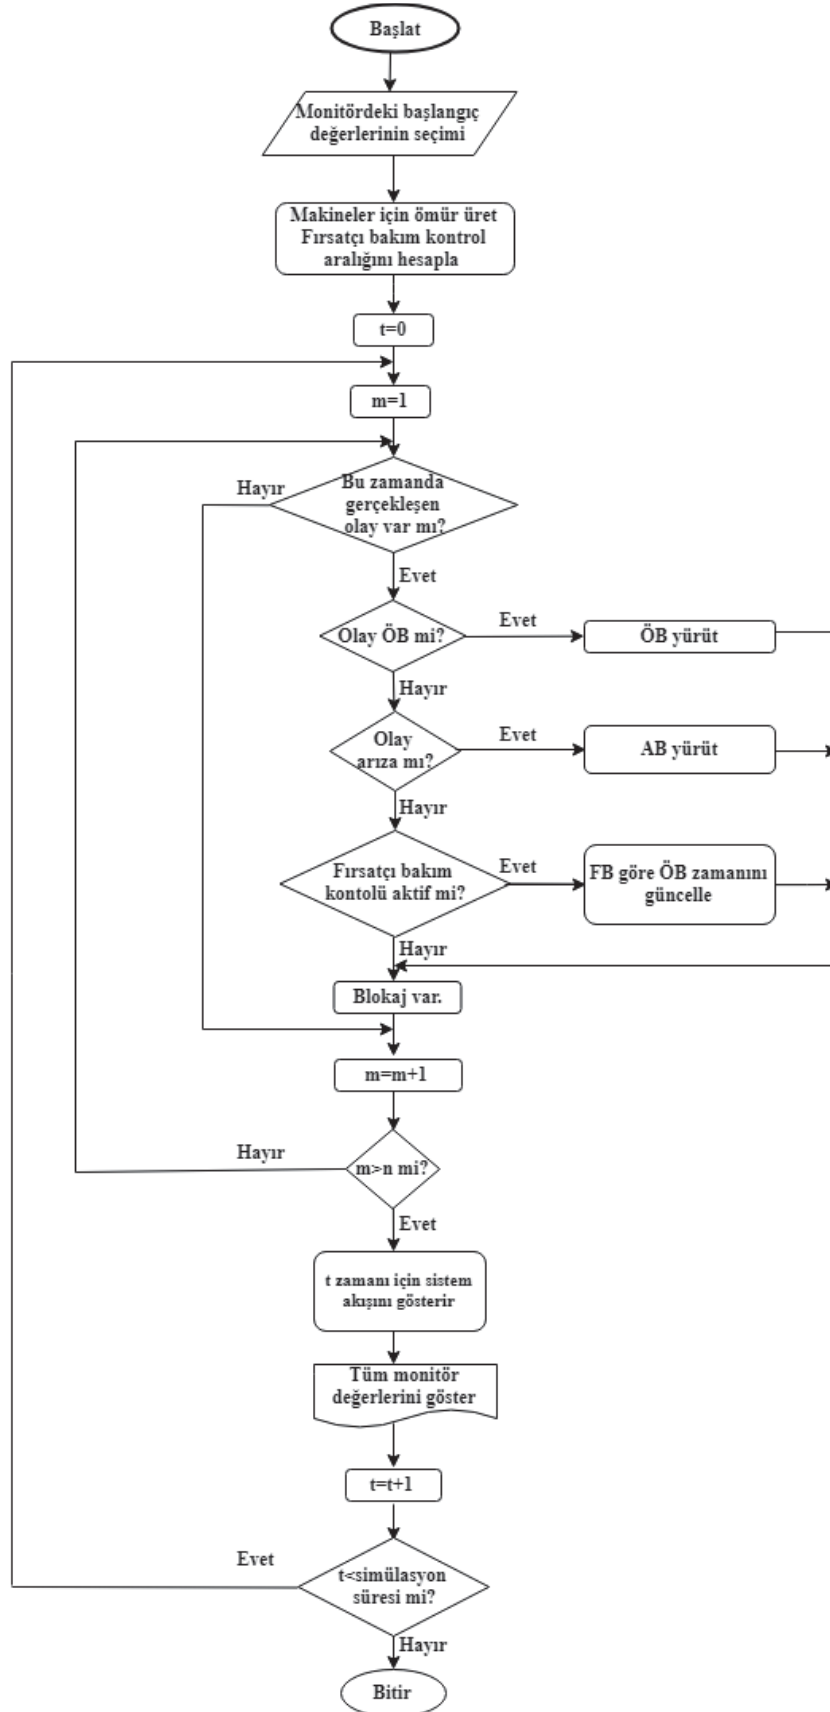 Başlat
Monitördeki başlangıç
değerlerinin seçimi
Makineler için ömür üret
Fırsatçı bakım kontrol
aralığını hesapla
t=0
m=1
Hayır
Bu zamanda
gerçekleşen
olay var mı?
Evet
Olay ÖB mi?
Evet
ÖB yürüt
Hayır
Olay
arıza mı?
Evet
AB yürüt
Hayır
Fırsatçı bakım
kontolü aktif mi?
Evet
FB göre ÖB zamanını
güncelle
Hayır
Blokaj var.
m=m+1
Hayır
m>n mi?
Evet
t zamanı için sistem
akışını gösterir
Tüm monitör
değerlerini göster
t=t+1
Evet
t<simülasyon
süresi mi?
Hayır
Bitir